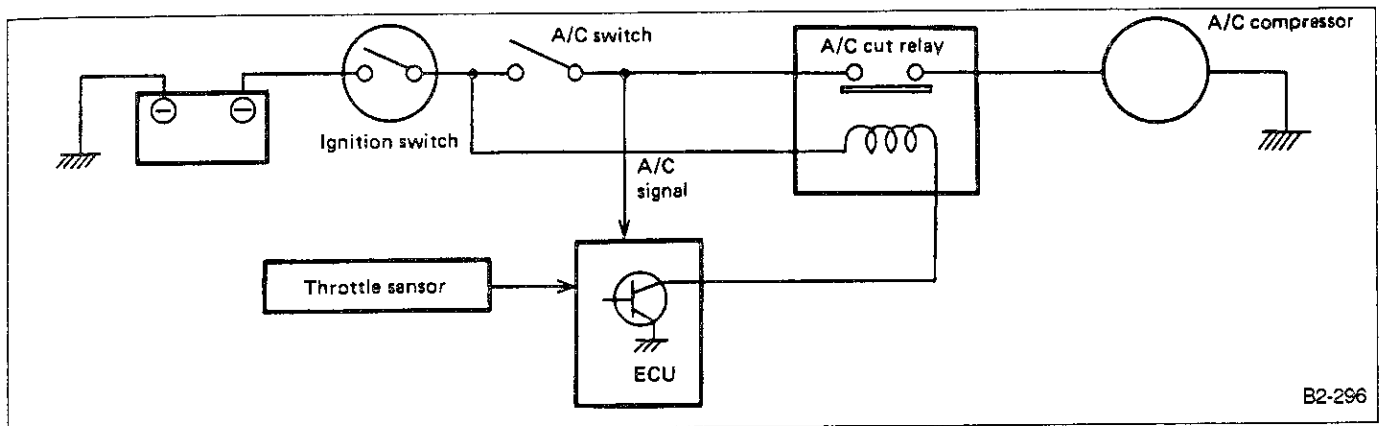 A/C compressor
A/C switch
A/C cut relay
Ignition switch
A/C
signal
Throttle sensor
ECU
B2-296